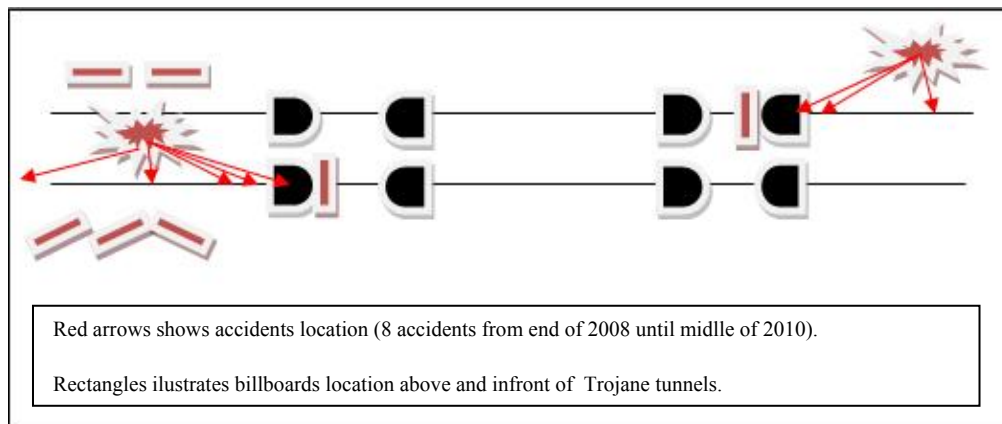 Red arrows shows accidents location (8 accidents from end of 2008 until midlle of 2010).
Rectangles ilustrates billboards location above and infront of Trojane tunnels.